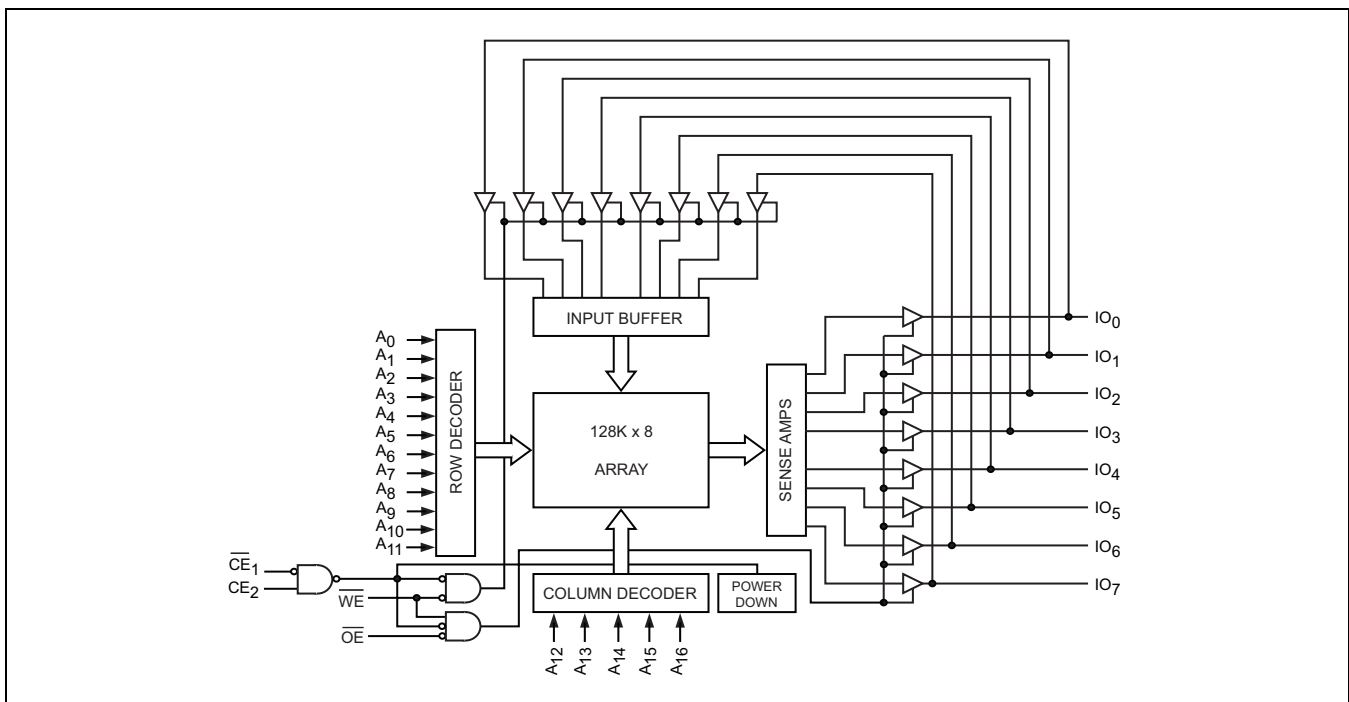 INPUT BUFFER
A0
A1
A2
A3
A4
A5
A6
A7
A8
A9
A10
A11
ROW DECODER
128K x 8
ARRAY
SENSE AMPS
IO0
IO1
IO2
IO3
IO4
IO5
IO6
IO7
CE1
CE2
WE
OE
COLUMN DECODER
POWER
DOWN
A12
A13
A14
A15
A16